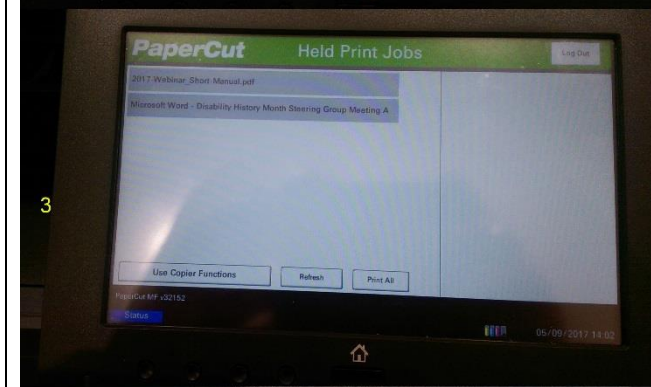 PaperCut Held Print Jobs Log Out
2017-Webinar_Short-Manual.pdf
Microsoft Word - Disability History Month Steering Group Meeting A
3
Use Copier Functions Refresh Print All
PaperCut MF v32152
Status
05/09/2017 14:02